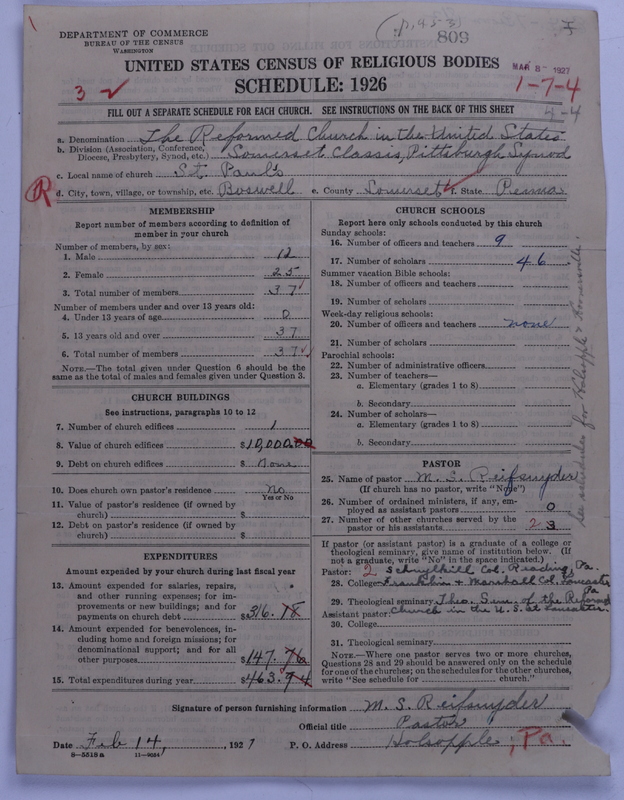 (p. 45-3)
809
DEPARTMENT OF COMMERCE
BUREAU OF THE CENSUS
WASHINGTON
MAR 8 1927
UNITED STATES CENSUS OF RELIGIOUS BODIES
SCHEDULE: 1926
3
1-7-4
4-4
FILL OUT A SEPARATE SCHEDULE FOR EACH CHURCH. SEE INSTRUCTIONS ON THE BACK OF THIS SHEET
a. Denomination The Reformed Church in the United States
b. Division (Association, Conference, Diocese, Presbytery, Synod, etc.) Somerset Classis, Pittsburgh Synod
c. Local name of church St. Paul's
R
d. City, town, village, or township, etc. Boswell e. County Somerset f. State Penna
MEMBERSHIP
Report number of members according to definition of
member in your church
Number of members, by sex:
1. Male 12
2. Female 25
3. Total number of members 37
Number of members under and over 13 years old:
4. Under 13 years of age 0
5. 13 years old and over 37
6. Total number of members 37
NOTE.—The total given under Question 6 should be
same as the total of males and females given under Question 3.
CHURCH BUILDINGS
See instructions, paragraphs 10 to 12
7. Number of church edifices 1
8. Value of church edifices $10,000.00
9. Debt on church edifices $ None
10. Does church own pastor's residence No
Yes or No
11. Value of pastor's residence (if owned by
church) $
12. Debt on pastor's residence (if owned by
church) $
EXPENDITURES
Amount expended by church during last fiscal year
13. Amount expended for salaries, repairs,
and other running expenses; for im-
provements or new buildings; and for
payments on church debt $316.18
14. Amount expended for benevolences, in-
cluding home and foreign missions; for
denominational support; and for all
other purposes $147.76
15. Total expenditures during year $463.94
CHURCH SCHOOLS
Report here only schools conducted by this church
Sunday schools:
16. Number of officers and teachers 9
17. Number of scholars 46
Summer vacation Bible schools:
18. Number of officers and teachers
19. Number of scholars
Week-day religious schools:
20. Number of officers and teachers none
21. Number of scholars
Parochial schools:
22. Number of administrative officers
23. Number of teachers—
a. Elementary (grades 1 to 8)
b. Secondary
24. Number of scholars—
a. Elementary (grades 1 to 8)
b. Secondary
See schedules for Holsopple &
PASTOR
25. Name of pastor M. S. Reifsnyder
(If church has no pastor, write "None")
26. Number of ordained ministers, if any, em-
ployed as assistant pastors 0
27. Number of other churches served by the
pastor or his assistants 2 3
If pastor (or assistant pastor) is a graduate of a college or
theological seminary, give name of institution below. (If
not a graduate, write "No" in the space indicated.)
Pastor: 2 Schuylkill Col. Reading Pa.
28. College Franklin & Marshall Col. Lancaster Pa
29. Theological seminary Theo. Sem. of the Reformed
Assistant pastor: Church in the U. S. at Lancaster.
30. College
31. Theological seminary
NOTE.—Where one pastor serves two or more churches,
Questions 28 and 29 should be answered only on the schedule
for one of the churches; on the schedules for the other churches,
write "See schedule for church."
Signature of person furnishing information M. S. Reifsnyder
Official title Pastor
Date Feb 14, 1927 P. O. Address Holsopple, Pa.
8-5518a 11-9054